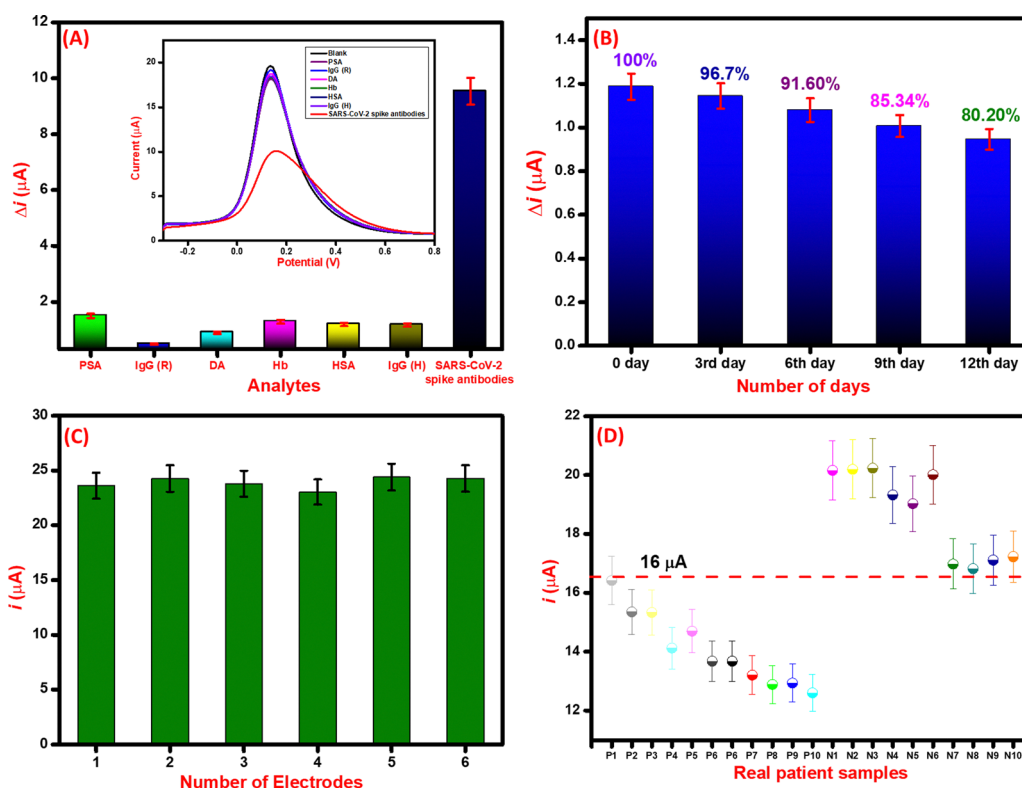 (A)
12
10
8
6
4
2
Δi (μA)
PSA
IgG (R)
DA
Hb
HSA
IgG (H)
SARS-CoV-2
spike antibodies
Analytes
20
15
10
5
0
Current (μA)
-0.2
0.0
0.2
0.4
0.6
0.8
Potential (V)
Blank
PSA
IgG (R)
DA
Hb
HSA
IgG (H)
SARS-CoV-2 spike antibodies
(B)
1.4
1.2
1.0
0.8
0.6
0.4
0.2
0.0
Δi (μA)
100%
96.7%
91.60%
85.34%
80.20%
0 day
3rd day
6th day
9th day
12th day
Number of days
(C)
30
25
20
15
10
5
0
i (μA)
1
2
3
4
5
6
Number of Electrodes
(D)
22
20
18
16
14
12
i (μA)
16 μA
P1
P2
P3
P4
P5
P6
P6
P7
P8
P9
P10
N1
N2
N3
N4
N5
N6
N7
N8
N9
N10
Real patient samples